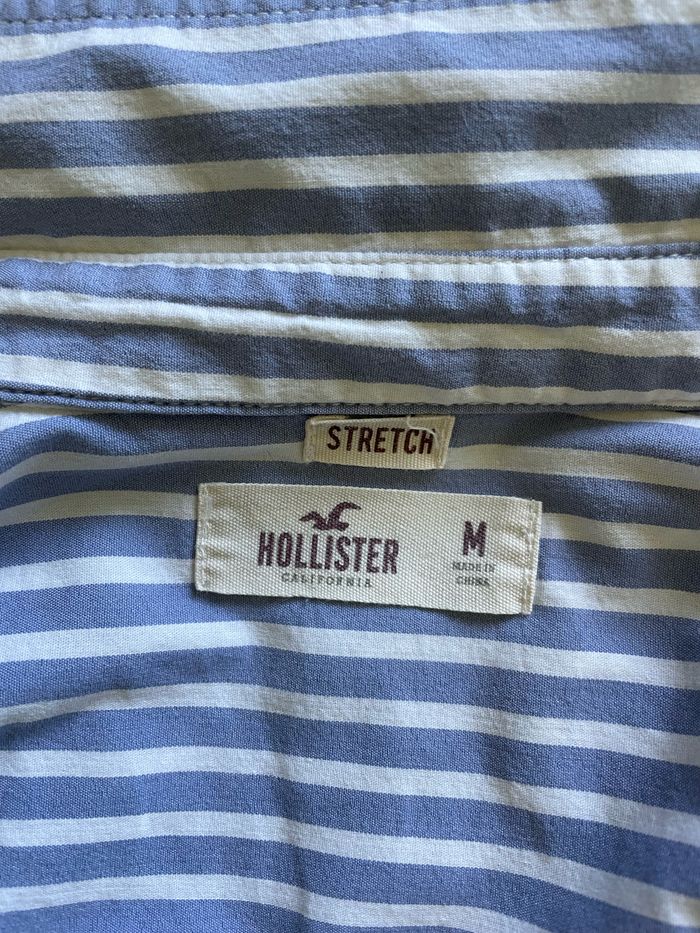 STRETCH
HOLLISTER
CALIFORNIA
M
MADE IN
CHINA